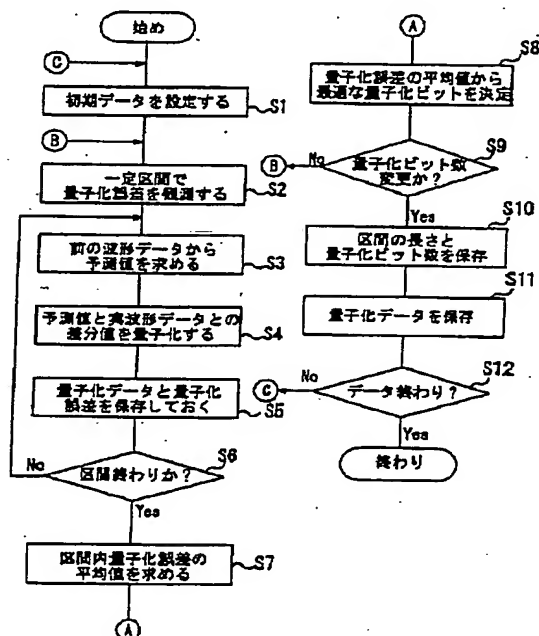 始め
C
初期データを設定する
S1
B
一定区間で
量子化誤差を観測する
S2
前の波形データから
予測値を求める
S3
予測値と実波形データとの
差分値を量子化する
S4
量子化データと量子化
誤差を保存しておく
S5
No
区間終わりか?
S6
Yes
区間内量子化誤差の
平均値を求める
S7
A
A
S8
量子化誤差の平均値から
最適な量子化ビットを決定
S9
B
No
量子化ビット数
変更か?
Yes
S10
区間の長さと
量子化ビット数を保存
S11
量子化データを保存
S12
C
No
データ終わり?
Yes
終わり